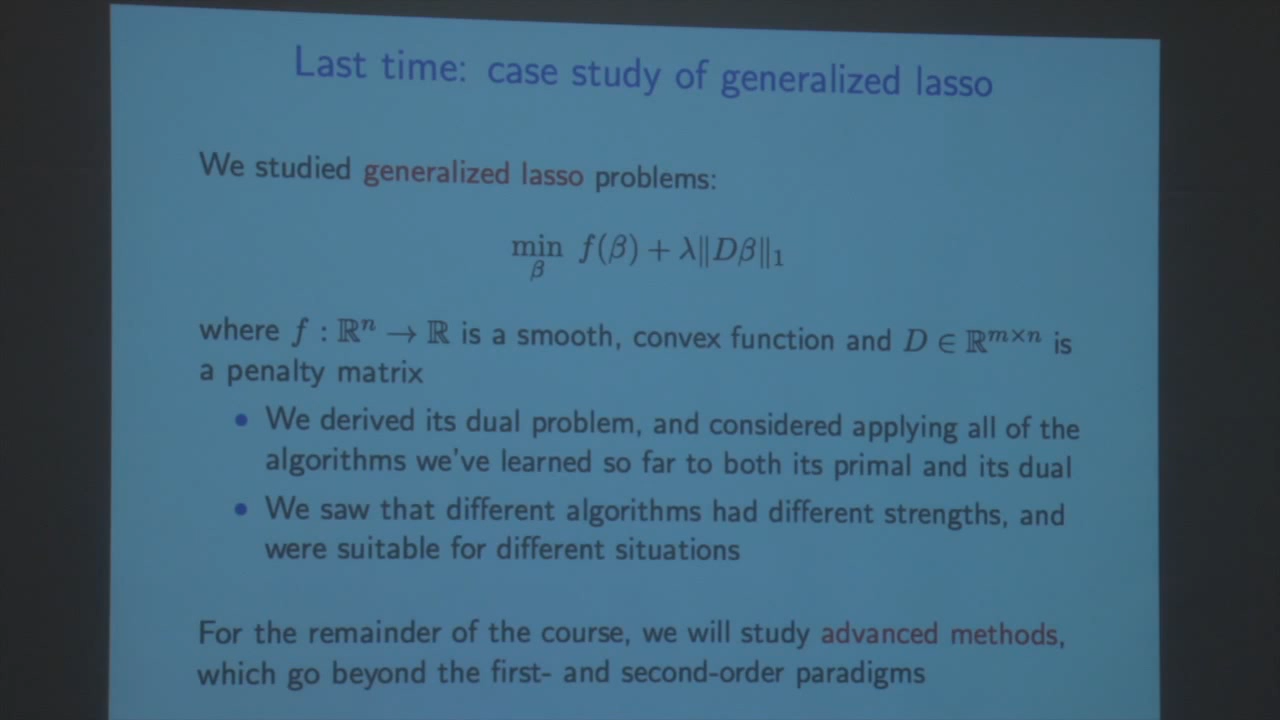 Last time: case study of generalized lasso
We studied generalized lasso problems:
min_β f(β) + λ‖Dβ‖₁
where f : ℝⁿ → ℝ is a smooth, convex function and D ∈ ℝ^{m×n} is
a penalty matrix
• We derived its dual problem, and considered applying all of the
algorithms we've learned so far to both its primal and its dual
• We saw that different algorithms had different strengths, and
were suitable for different situations
For the remainder of the course, we will study advanced methods,
which go beyond the first- and second-order paradigms